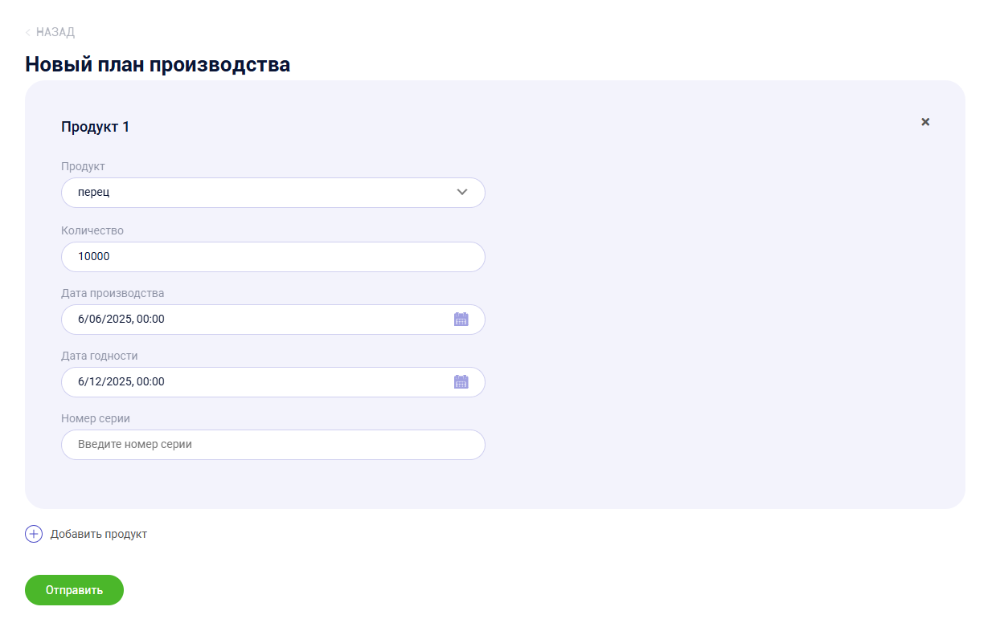 НАЗАД
Новый план производства
Продукт 1
Продукт
перец
Количество
10000
Дата производства
6/06/2025, 00:00
Дата годности
6/12/2025, 00:00
Номер серии
Введите номер серии
Добавить продукт
Отправить